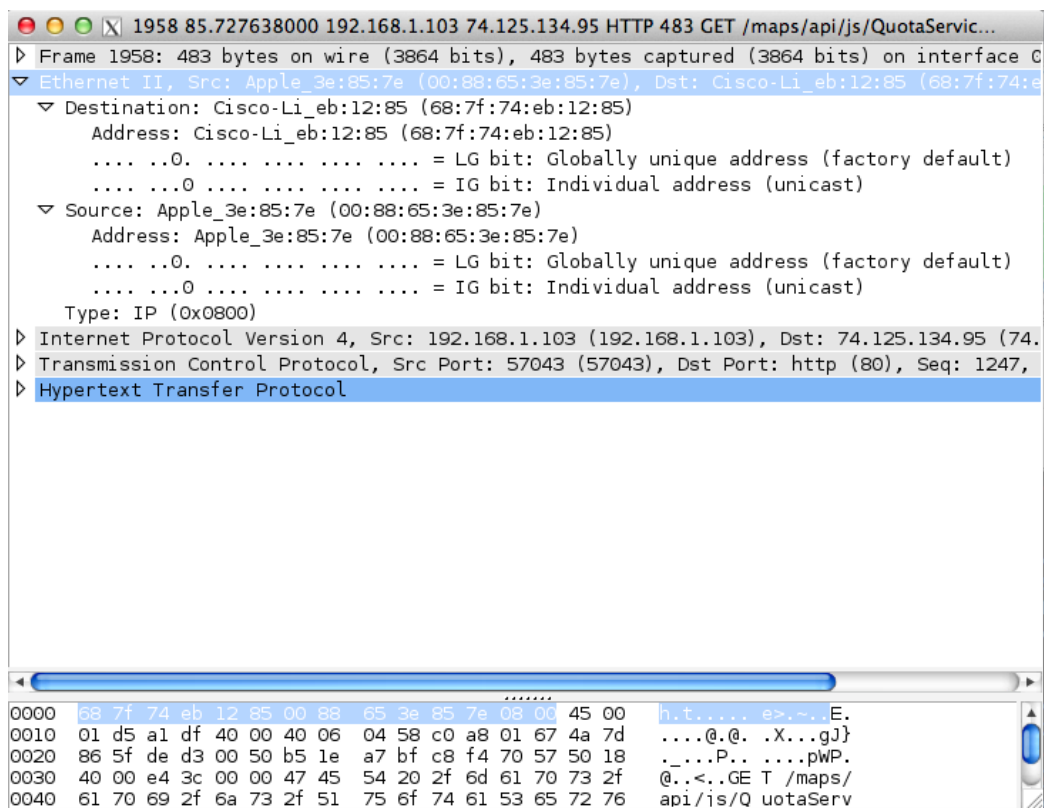 1958 85.727638000 192.168.1.103 74.125.134.95 HTTP 483 GET /maps/api/js/QuotaServic...
Frame 1958: 483 bytes on wire (3864 bits), 483 bytes captured (3864 bits) on interface 0
Ethernet II, Src: Apple_3e:85:7e (00:88:65:3e:85:7e), Dst: Cisco-Li_eb:12:85 (68:7f:74:e
Destination: Cisco-Li_eb:12:85 (68:7f:74:eb:12:85)
Address: Cisco-Li_eb:12:85 (68:7f:74:eb:12:85)
.... ..0. .... .... .... .... = LG bit: Globally unique address (factory default)
.... ...0 .... .... .... .... = IG bit: Individual address (unicast)
Source: Apple_3e:85:7e (00:88:65:3e:85:7e)
Address: Apple_3e:85:7e (00:88:65:3e:85:7e)
.... ..0. .... .... .... .... = LG bit: Globally unique address (factory default)
.... ...0 .... .... .... .... = IG bit: Individual address (unicast)
Type: IP (0x0800)
Internet Protocol Version 4, Src: 192.168.1.103 (192.168.1.103), Dst: 74.125.134.95 (74.
Transmission Control Protocol, Src Port: 57043 (57043), Dst Port: http (80), Seq: 1247,
Hypertext Transfer Protocol
0000 68 7f 74 eb 12 85 00 88 65 3e 85 7e 08 00 45 00 h.t..... e>.~..E.
0010 01 d5 a1 df 40 00 40 06 04 58 c0 a8 01 67 4a 7d ....@.@. .X...gJ}
0020 86 5f de d3 00 50 b5 1e a7 bf c8 f4 70 57 50 18 ._...P.. ....pWP.
0030 40 00 e4 3c 00 00 47 45 54 20 2f 6d 61 70 73 2f @..<..GE T /maps/
0040 61 70 69 2f 6a 73 2f 51 75 6f 74 61 53 65 72 76 api/js/Q uotaServ